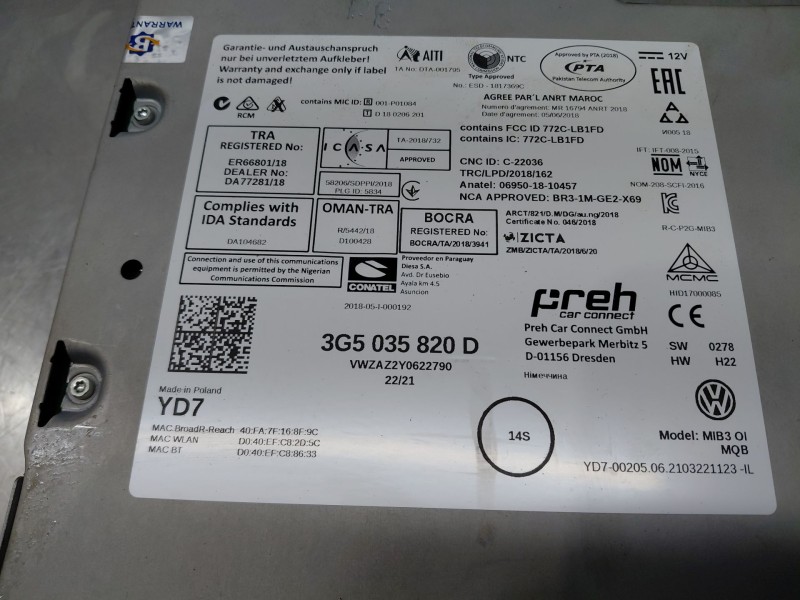 WARRANT
Garantie- und Austauschanspruch
nur bei unverletztem Aufkleber!
Warranty and exchange only if label
is not damaged!
AITI
TA No: DTA-001795
NTC
Type Approved
No.: ESD - 1817369C
Approved by PTA (2018)
PTA
Pakistan Telecom Authority
12V
EAC
AGREE PAR´L ANRT MAROC
Numero d'agrement: MR 16794 ANRT 2018
Date d'agrement: 05/06/2018
RCM
contains MIC ID: R 001-P01084
T D 18 0206 201
И005 18
TRA
REGISTERED No:
ER66801/18
DEALER No:
DA77281/18
ICASA
TA-2018/732
APPROVED
58206/SDPPI/2018
PLG ID: 5834
contains FCC ID 772C-LB1FD
contains IC: 772C-LB1FD
CNC ID: C-22036
TRC/LPD/2018/162
Anatel: 06950-18-10457
NCA APPROVED: BR3-1M-GE2-X69
IFT: IFT-008-2015
NOM
NYCE
NOM-208-SCFI-2016
Complies with
IDA Standards
DA104682
OMAN-TRA
R/5442/18
D100428
BOCRA
REGISTERED No:
BOCRA/TA/2018/3941
ARCT/821/D.M/DG/au.ng/2018
Certificate No. 046/2018
ZICTA
ZMB/ZICTA/TA/2018/6/20
R-C-P2G-MIB3
Connection and use of this communications
equipment is permitted by the Nigerian
Communications Commission
CONATEL
Proveedor en Paraguay
Diesa S.A.
Avd. Dr Eusebio
Ayala km 4.5
Asuncion
2018-05-I-000192
MCMC
HID17000085
preh
car connect
Preh Car Connect GmbH
Gewerbepark Merbitz 5
D-01156 Dresden
Німеччина
CE
SW 0278
HW H22
3G5 035 820 D
VWZAZ2Y0622790
22/21
Made in Poland
YD7
MAC BroadR-Reach 40:FA:7F:16:8F:9C
MAC WLAN D0:40:EF:C8:2D:5C
MAC BT D0:40:EF:C8:86:33
14S
Model: MIB3 OI
MQB
YD7-00205.06.2103221123 -IL